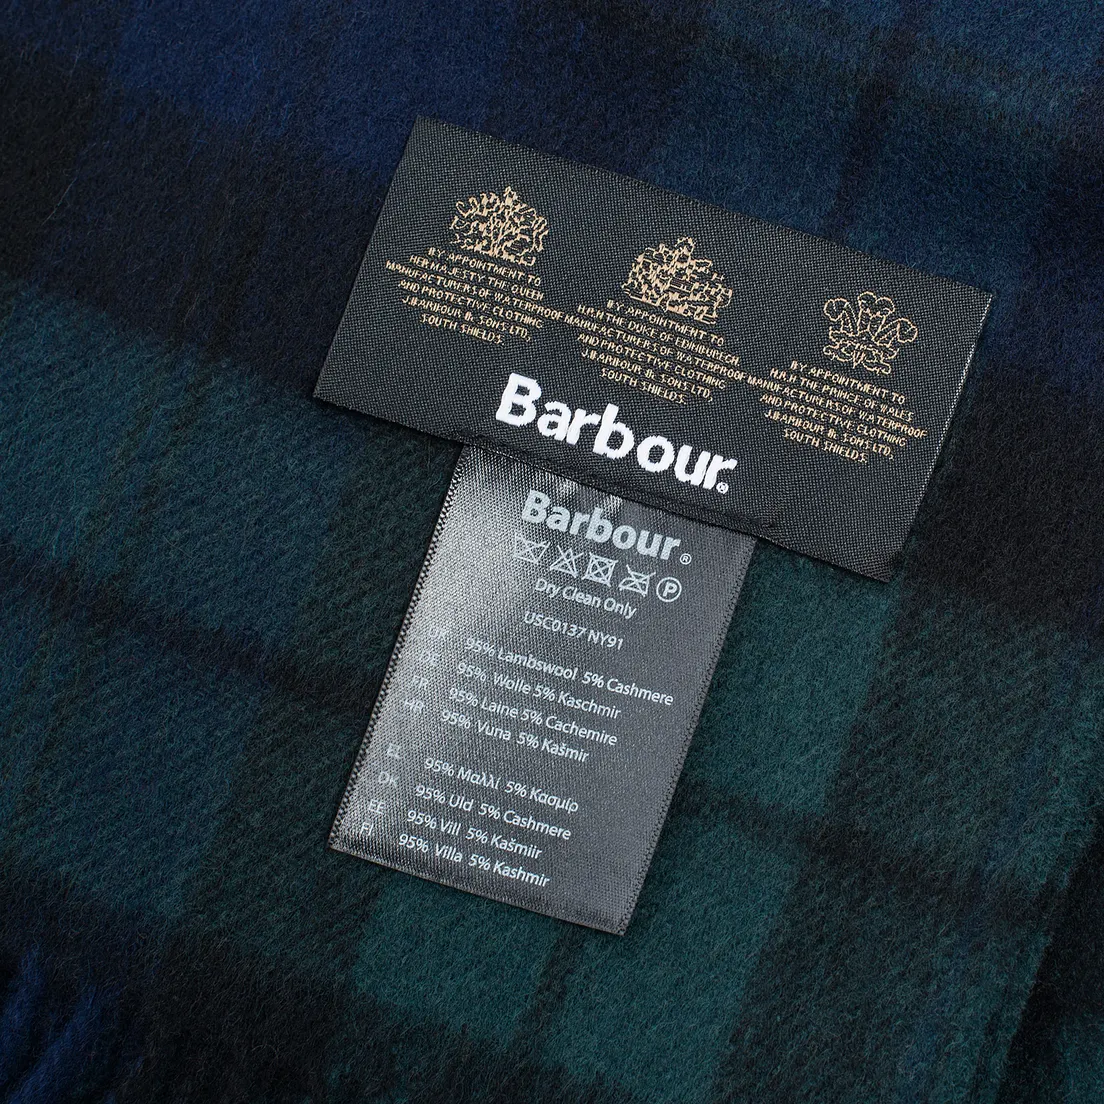 BY APPOINTMENT TO
HER MAJESTY THE QUEEN
MANUFACTURERS OF WATERPROOF
AND PROTECTIVE CLOTHING
J.BARBOUR & SONS LTD,
SOUTH SHIELDS.
BY APPOINTMENT TO
H.R.H THE DUKE OF EDINBURGH,
MANUFACTURERS OF WATERPROOF
AND PROTECTIVE CLOTHING
J.BARBOUR & SONS LTD,
SOUTH SHIELDS.
BY APPOINTMENT TO
H.R.H THE PRINCE OF WALES
MANUFACTURERS OF WATERPROOF
AND PROTECTIVE CLOTHING
J.BARBOUR & SONS LTD,
SOUTH SHIELDS.
Barbour®
Barbour®
P
Dry Clean Only
USC0137 NY91
95% Lambswool 5% Cashmere
DE 95% Wolle 5% Kaschmir
FR 95% Laine 5% Cachemire
HR 95% Vuna 5% Kašmir
EL 95% Μαλλί 5% Κασμίρ
DK 95% Uld 5% Cashmere
EE 95% Vill 5% Kašmiir
FI 95% Villa 5% Kashmir